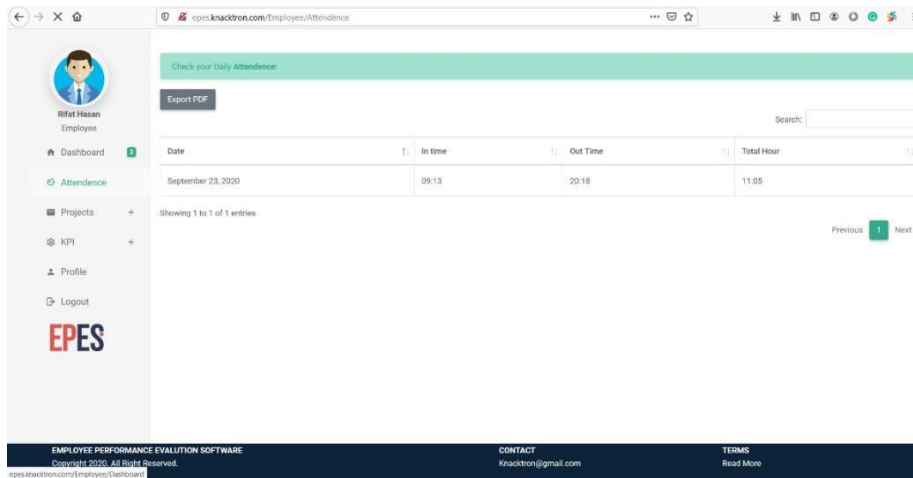 epes.knacktron.com/Employee/Attendence
Rifat Hasan
Employee
Dashboard 3
Attendence
Projects +
KPI +
Profile
Logout
EPES
Check your Daily Attendence!
Export PDF
Search:
Date In time Out Time Total Hour
September 23, 2020 09:13 20:18 11:05
Showing 1 to 1 of 1 entries
Previous 1 Next
EMPLOYEE PERFORMANCE EVALUTION SOFTWARE
Copyright 2020. All Right Reserved.
CONTACT
Knacktron@gmail.com
TERMS
Read More
epes.knacktron.com/Employee/Dashboard